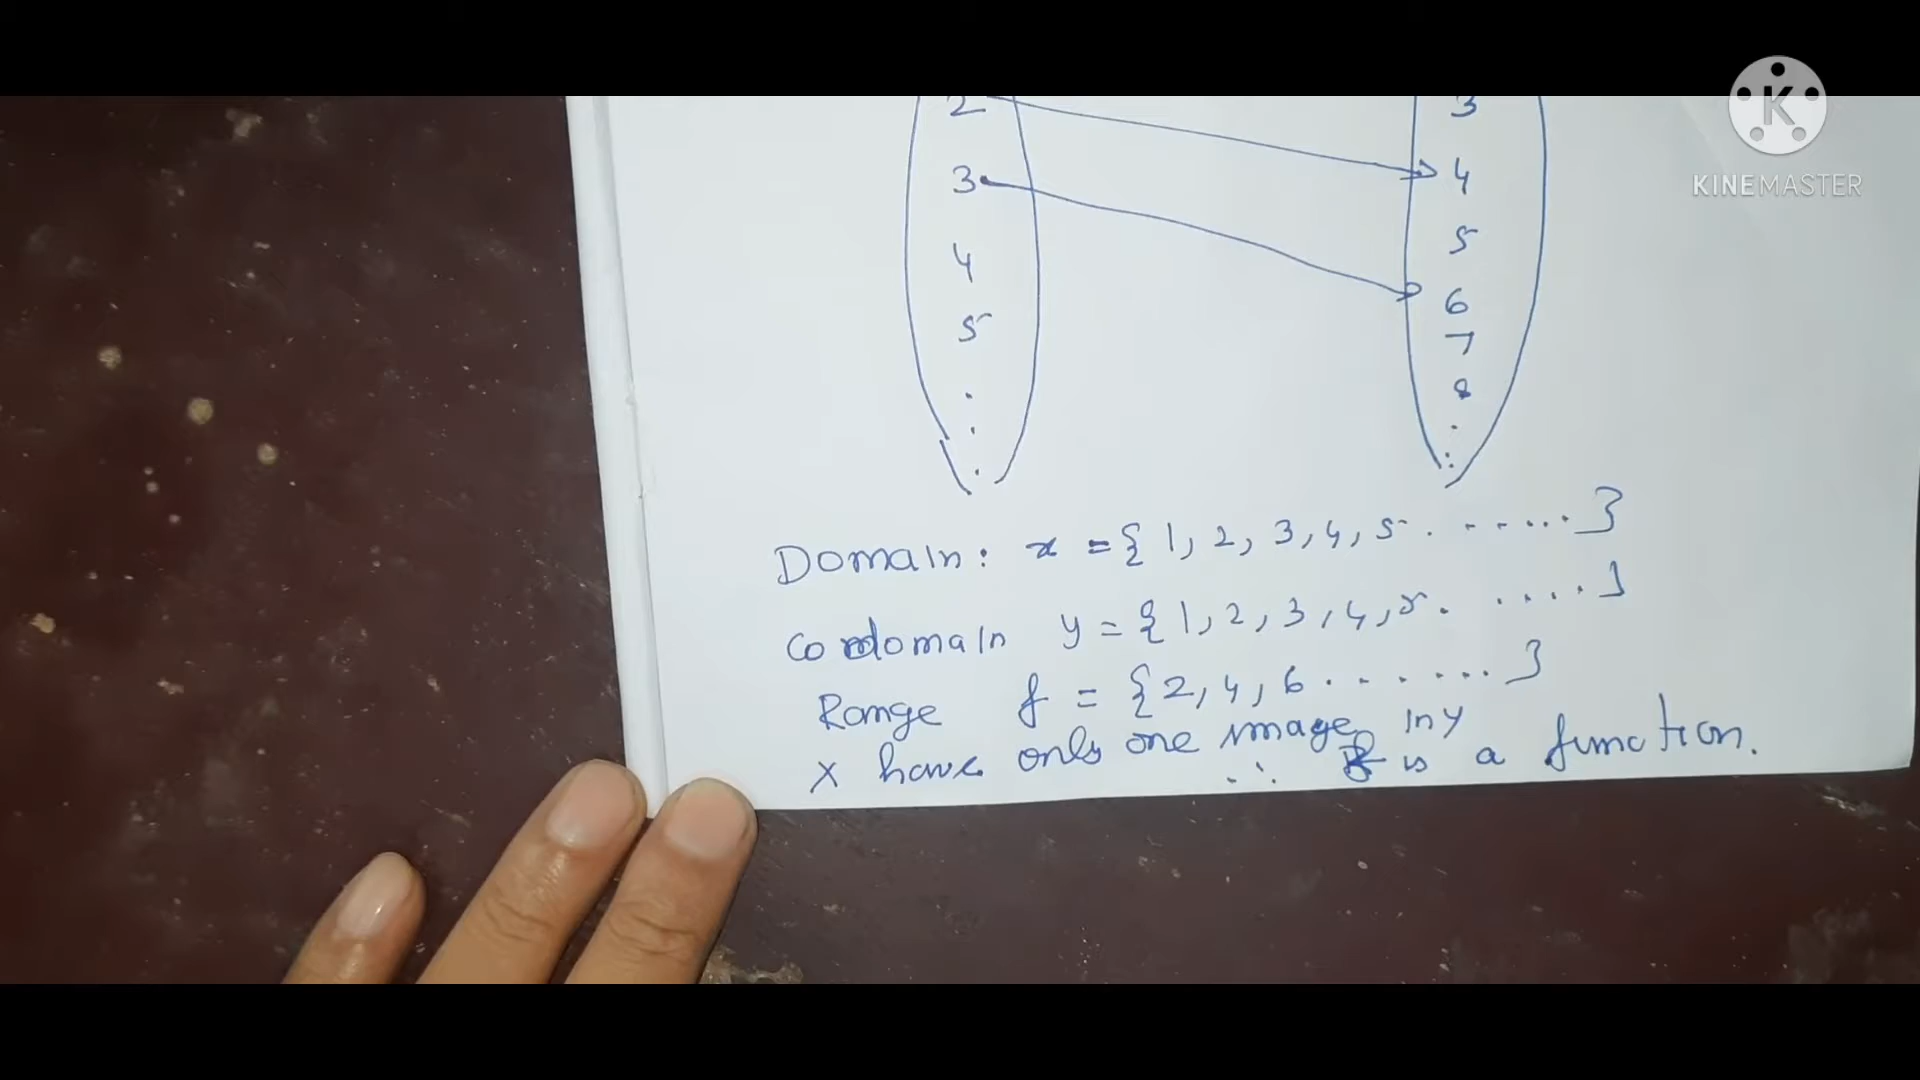 2 3
3 4
4 5
5 6
7
8
KINEMASTER
Domain: x = { 1, 2, 3, 4, 5 . ...... }
Codomain y = { 1, 2, 3, 4, 5 . ..... }
Range f = { 2, 4, 6 ....... }
X have only one image in y
∴ is a function.